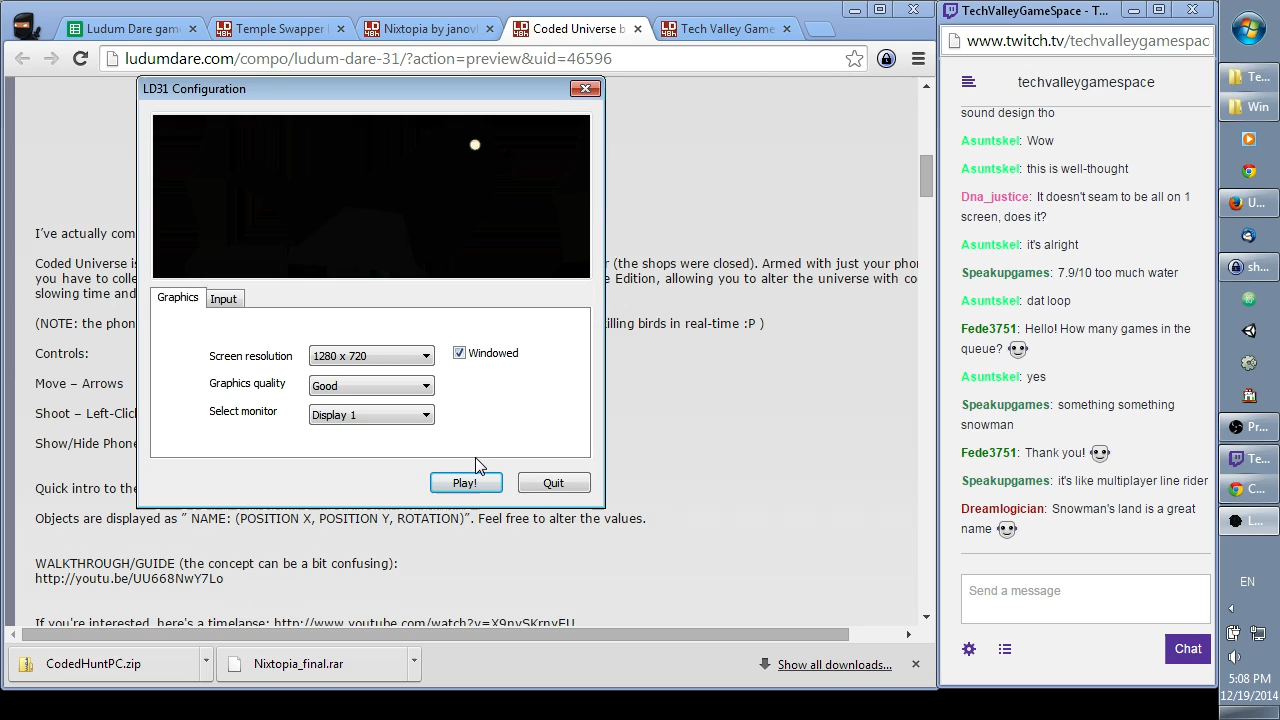 Ludum Dare game
Temple Swapper
Nixtopia by janov
Coded Universe b
Tech Valley Game
ludumdare.com/compo/ludum-dare-31/?action=preview&uid=46596
LD31 Configuration
Graphics
Input
Screen resolution
1280 x 720
Windowed
Graphics quality
Good
Select monitor
Display 1
Play!
Quit
I've actually com
Coded Universe i
(the shops were closed). Armed with just your phon
you have to colle
e Edition, allowing you to alter the universe with co
slowing time and
(NOTE: the phon
illing birds in real-time :P )
Controls:
Move – Arrows
Shoot – Left-Clic
Show/Hide Phone
Quick intro to the
Objects are displayed as " NAME: (POSITION X, POSITION Y, ROTATION)". Feel free to alter the values.
WALKTHROUGH/GUIDE (the concept can be a bit confusing):
http://youtu.be/UU668NwY7Lo
If you're interested, here's a timelapse: http://www.youtube.com/watch?v=X9nySKrnyFU
CodedHuntPC.zip
Nixtopia_final.rar
Show all downloads...
TechValleyGameSpace - T...
www.twitch.tv/techvalleygamespac
techvalleygamespace
sound design tho
Asuntskel: Wow
Asuntskel: this is well-thought
Dna_justice: It doesn't seam to be all on 1
screen, does it?
Asuntskel: it's alright
Speakupgames: 7.9/10 too much water
Asuntskel: dat loop
Fede3751: Hello! How many games in the
queue?
Asuntskel: yes
Speakupgames: something something
snowman
Fede3751: Thank you!
Speakupgames: it's like multiplayer line rider
Dreamlogician: Snowman's land is a great
name
Send a message
Chat
Te...
Win
U...
sh...
Pr...
Te...
C...
L...
EN
5:08 PM
12/19/2014